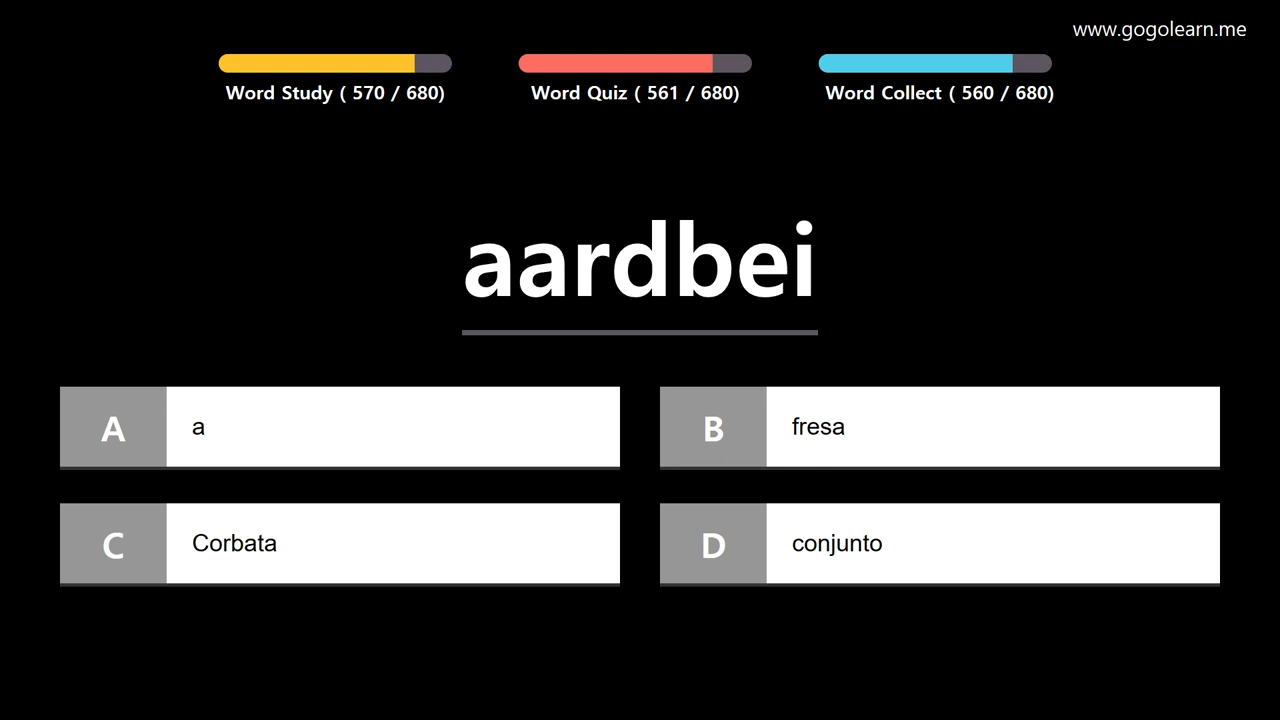 www.gogolearn.me
Word Study ( 570 / 680)
Word Quiz ( 561 / 680)
Word Collect ( 560 / 680)
aardbei
A
a
B
fresa
C
Corbata
D
conjunto